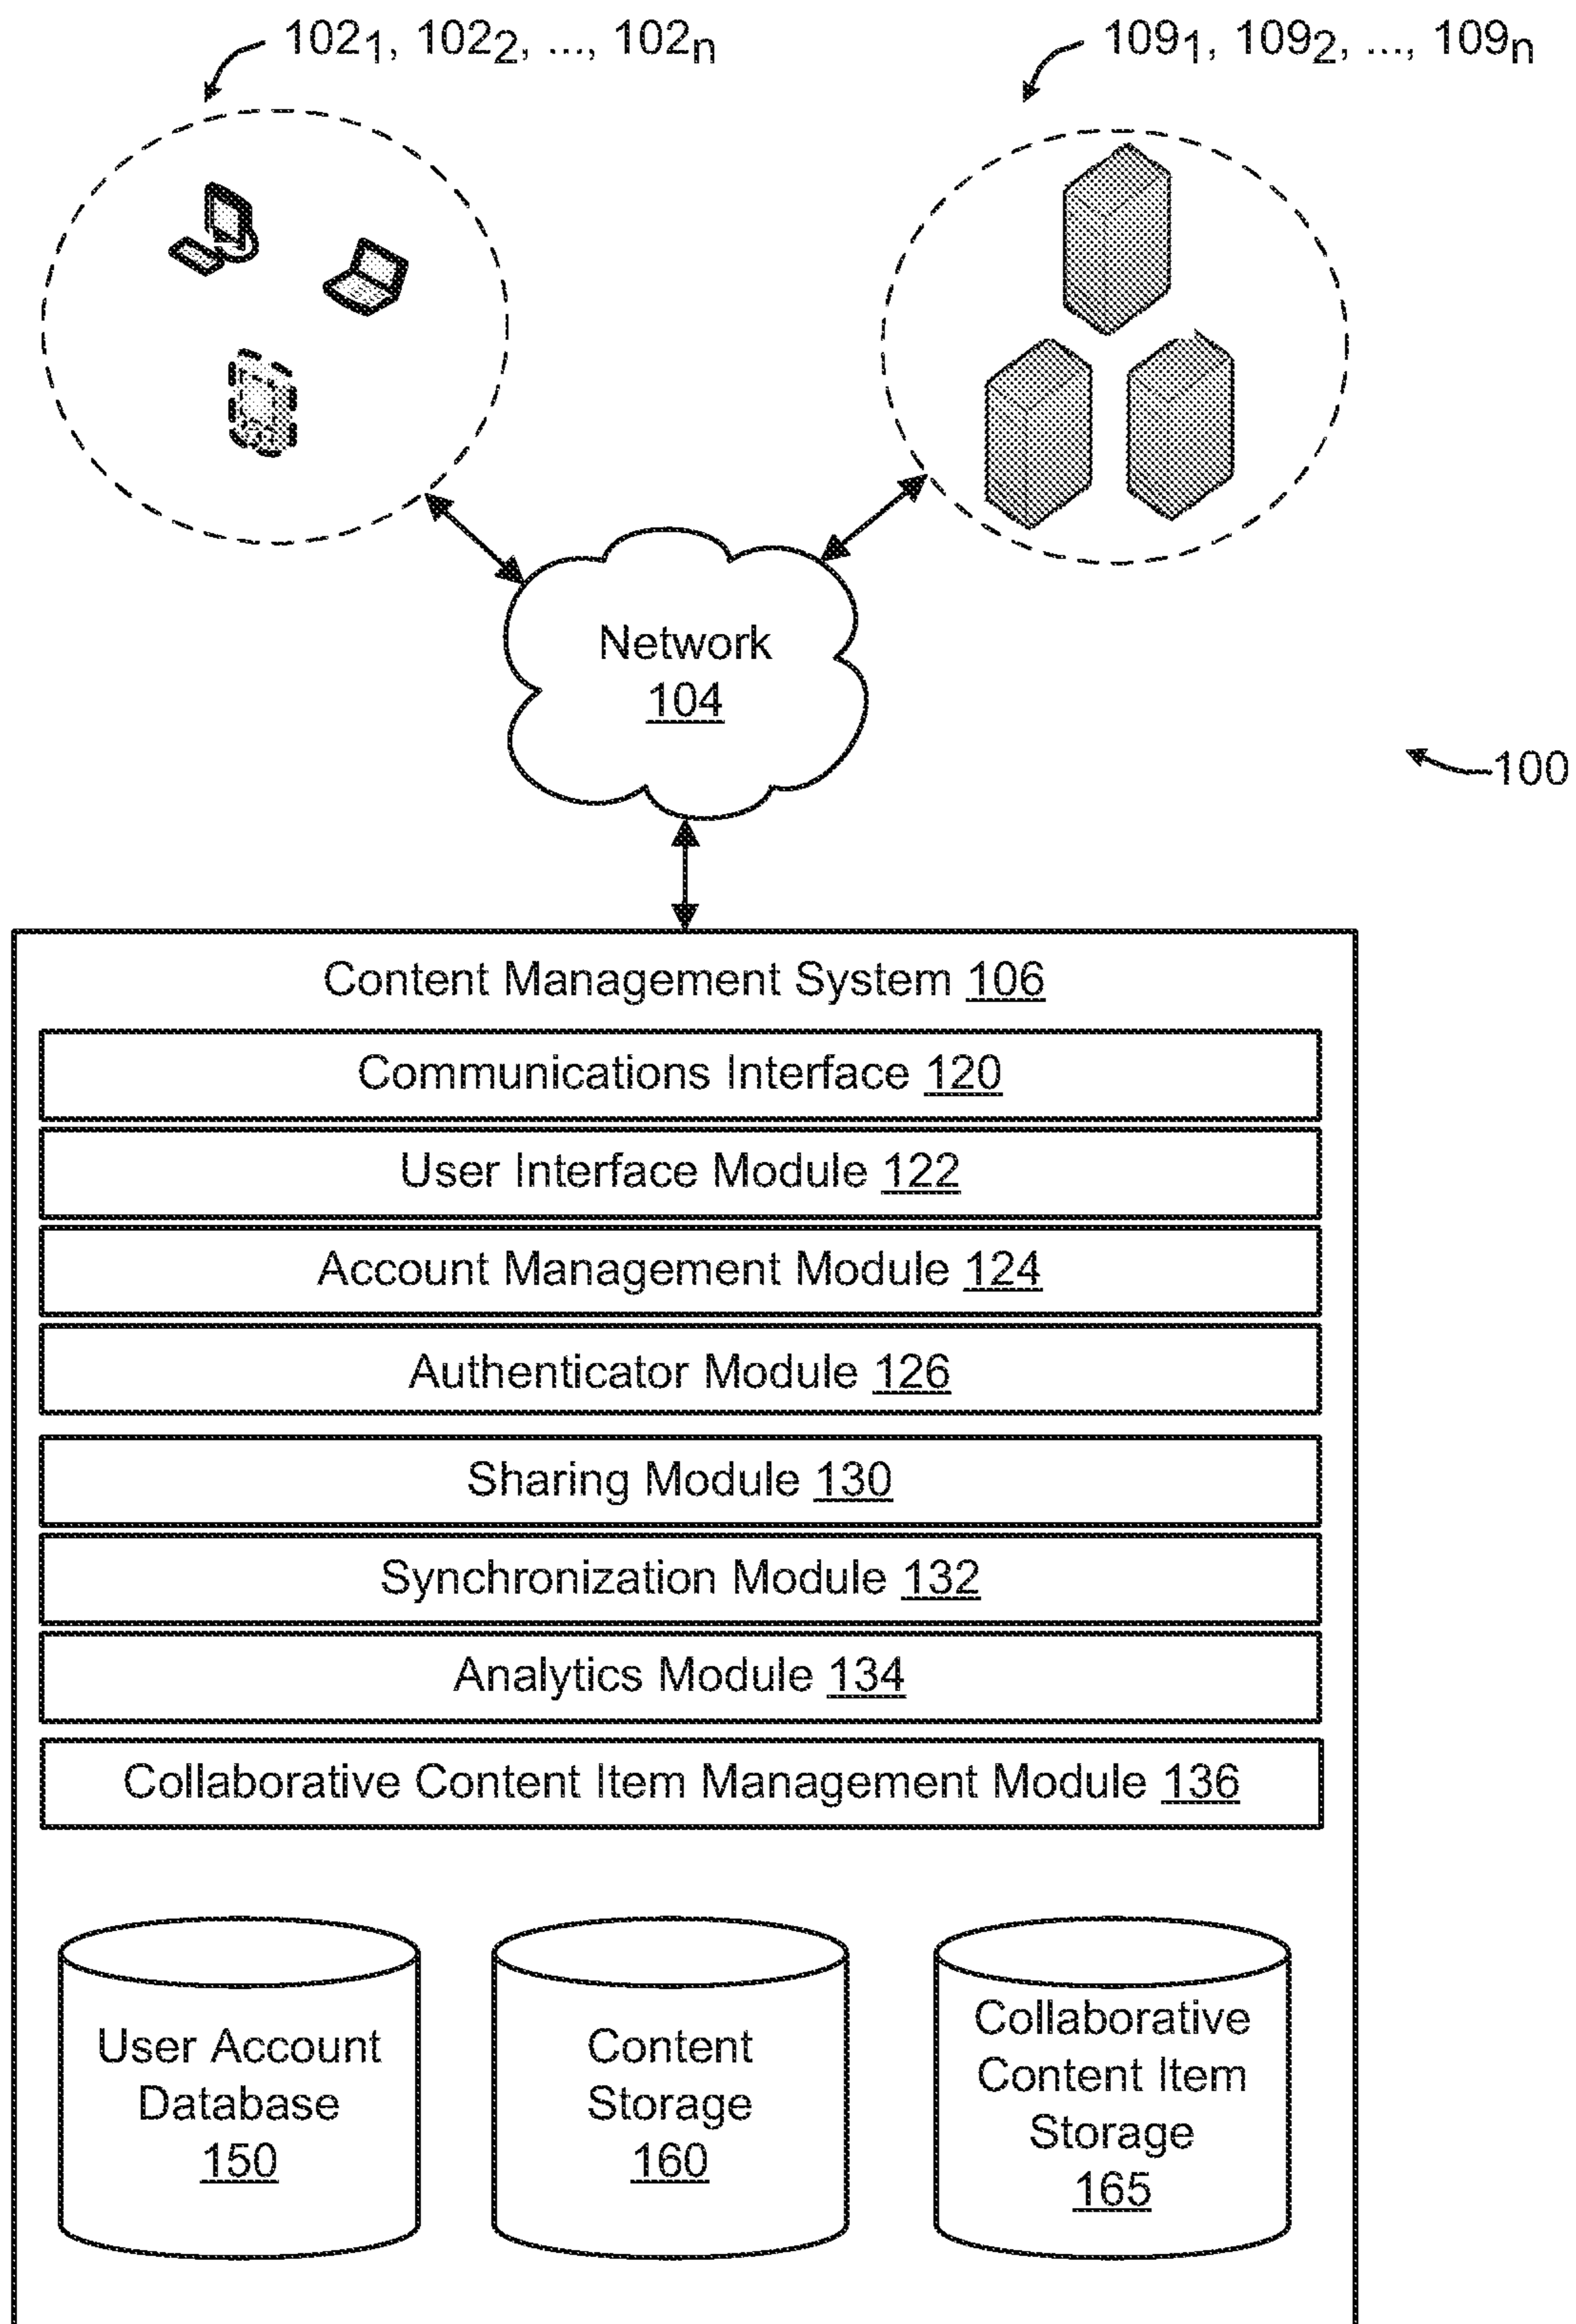 102₁, 102₂, ..., 102ₙ
109₁, 109₂, ..., 109ₙ
Network
104
100
Content Management System 106
Communications Interface 120
User Interface Module 122
Account Management Module 124
Authenticator Module 126
Sharing Module 130
Synchronization Module 132
Analytics Module 134
Collaborative Content Item Management Module 136
User Account
Database
150
Content
Storage
160
Collaborative
Content Item
Storage
165